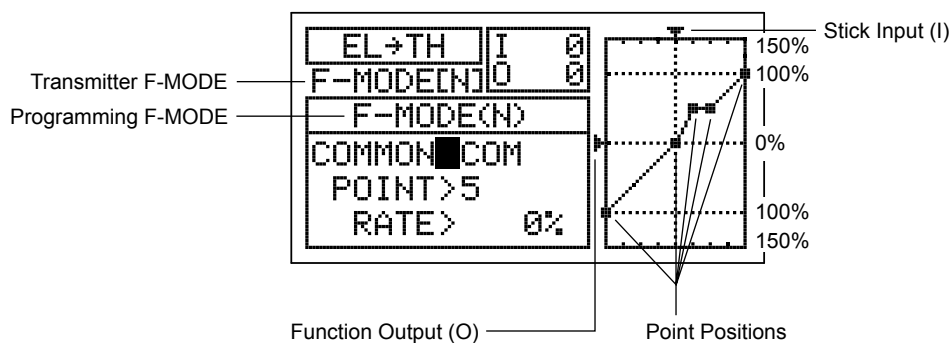 Stick Input (I)
EL→TH
I 0
O 0
F-MODE[N]
Transmitter F-MODE
Programming F-MODE
F-MODE(N)
COMMON COM
POINT>5
RATE> 0%
150%
100%
0%
100%
150%
Function Output (O)
Point Positions